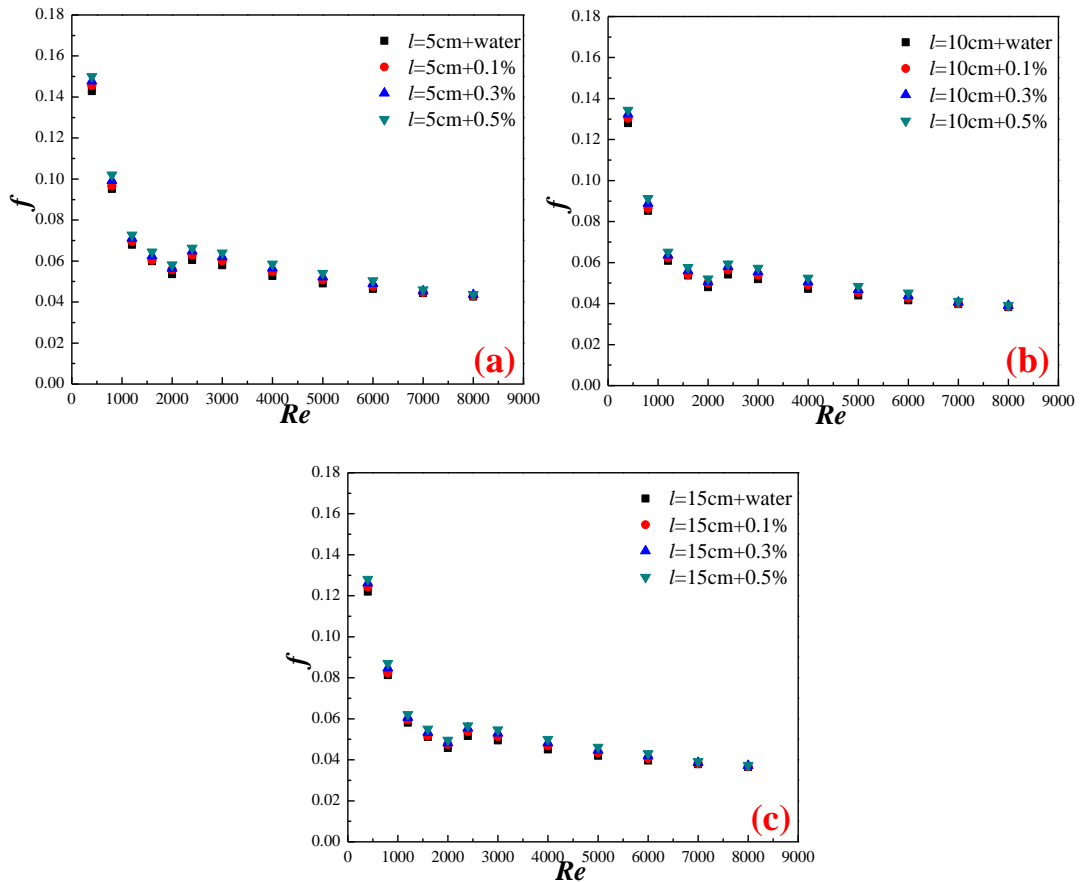 0.18
0.16
0.14
0.12
0.10
0.08
0.06
0.04
0.02
0.00
f
l=5cm+water
l=5cm+0.1%
l=5cm+0.3%
l=5cm+0.5%
(a)
0 1000 2000 3000 4000 5000 6000 7000 8000 9000
Re
0.18
0.16
0.14
0.12
0.10
0.08
0.06
0.04
0.02
0.00
f
l=10cm+water
l=10cm+0.1%
l=10cm+0.3%
l=10cm+0.5%
(b)
0 1000 2000 3000 4000 5000 6000 7000 8000 9000
Re
0.18
0.16
0.14
0.12
0.10
0.08
0.06
0.04
0.02
0.00
f
l=15cm+water
l=15cm+0.1%
l=15cm+0.3%
l=15cm+0.5%
(c)
0 1000 2000 3000 4000 5000 6000 7000 8000 9000
Re